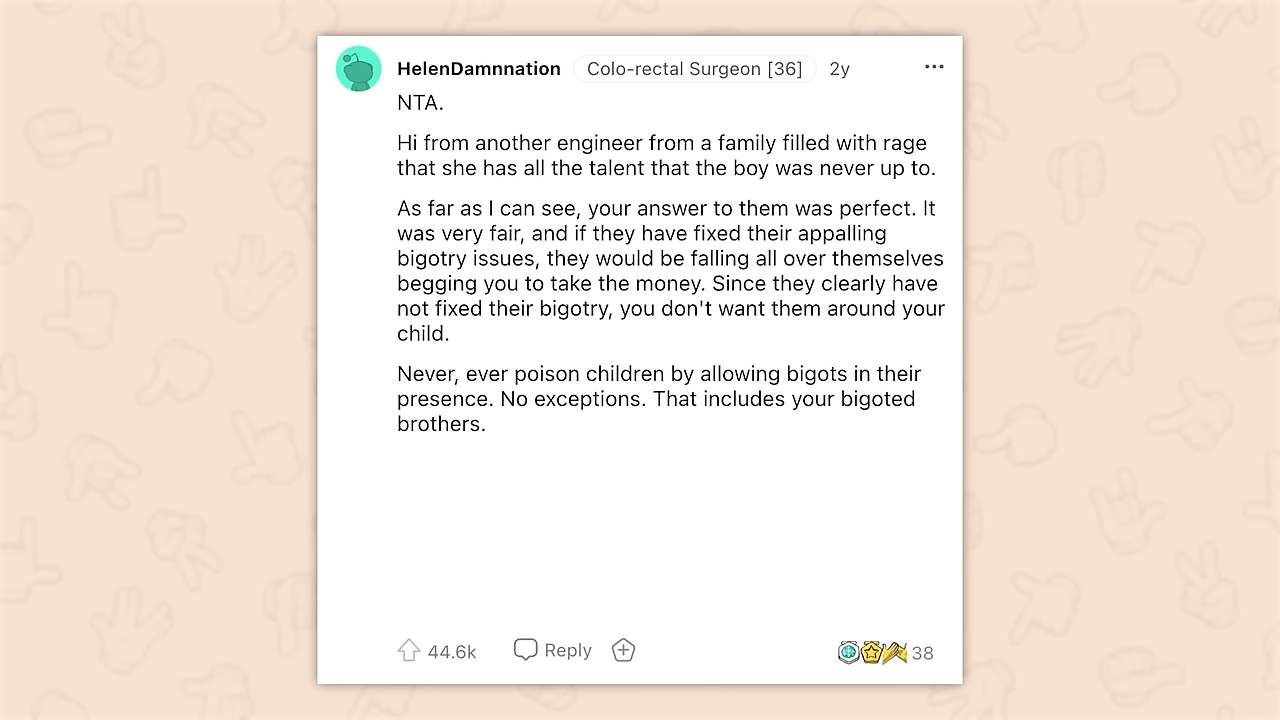 HelenDamnnation Colo-rectal Surgeon [36] 2y
NTA.
Hi from another engineer from a family filled with rage
that she has all the talent that the boy was never up to.
As far as I can see, your answer to them was perfect. It
was very fair, and if they have fixed their appalling
bigotry issues, they would be falling all over themselves
begging you to take the money. Since they clearly have
not fixed their bigotry, you don't want them around your
child.
Never, ever poison children by allowing bigots in their
presence. No exceptions. That includes your bigoted
brothers.
44.6k Reply 38